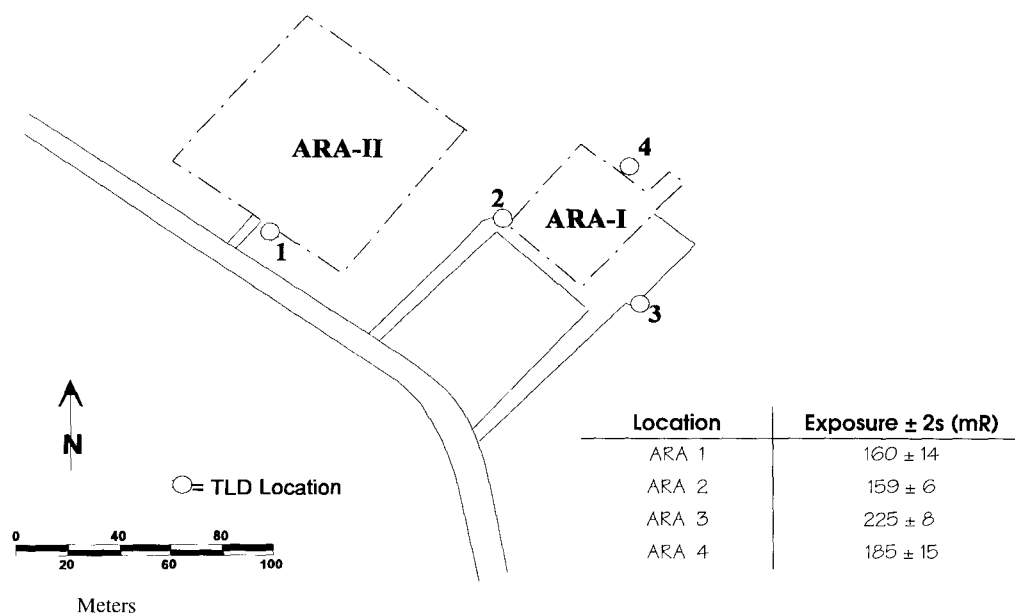 ARA-II
4
2
ARA-I
1
3
N
= TLD Location
0 40 80
20 60 100
Meters
Location Exposure ± 2s (mR)
ARA 1 160 ± 14
ARA 2 159 ± 6
ARA 3 225 ± 8
ARA 4 185 ± 15